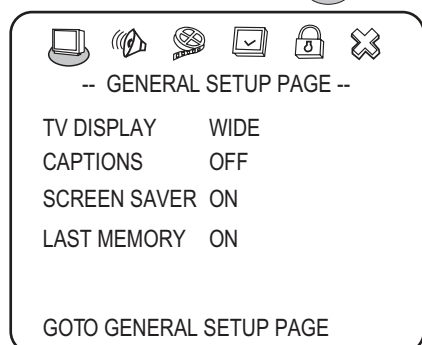 -- GENERAL SETUP PAGE --
TV DISPLAY WIDE
CAPTIONS OFF
SCREEN SAVER ON
LAST MEMORY ON
GOTO GENERAL SETUP PAGE